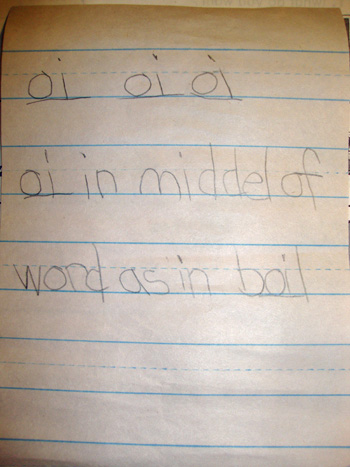 oi oi oi
oi in middel of
word as in boil